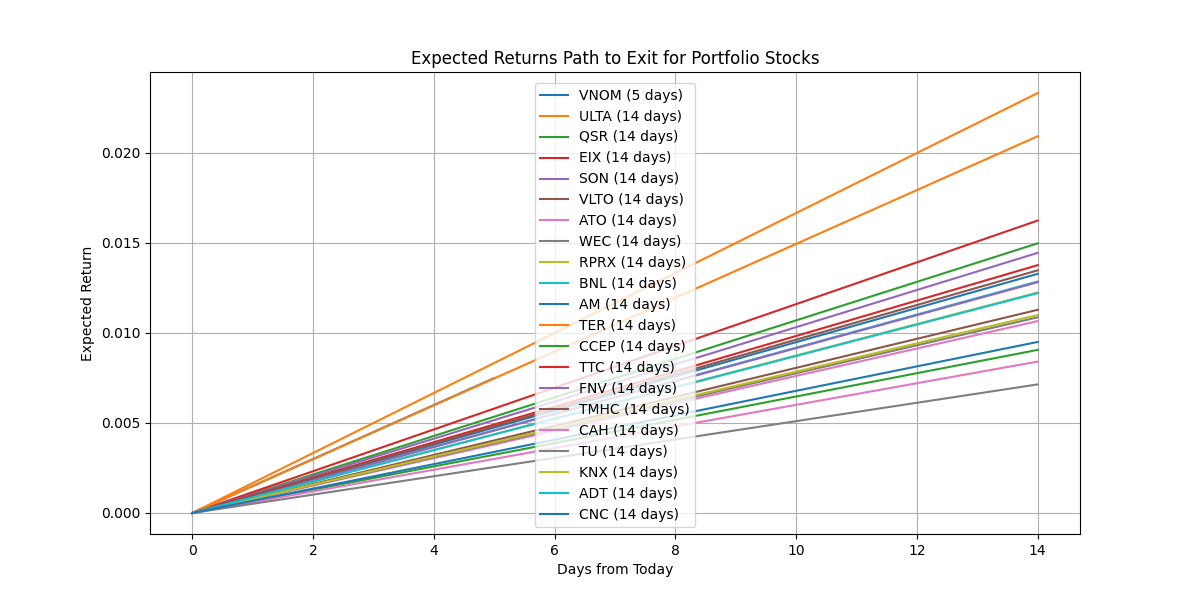 Expected Returns Path to Exit for Portfolio Stocks
VNOM (5 days)
ULTA (14 days)
QSR (14 days)
EIX (14 days)
SON (14 days)
VLTO (14 days)
ATO (14 days)
WEC (14 days)
RPRX (14 days)
BNL (14 days)
AM (14 days)
TER (14 days)
CCEP (14 days)
TTC (14 days)
FNV (14 days)
TMHC (14 days)
CAH (14 days)
TU (14 days)
KNX (14 days)
ADT (14 days)
CNC (14 days)
Expected Return
0.020
0.015
0.010
0.005
0.000
0 2 4 6 8 10 12 14
Days from Today